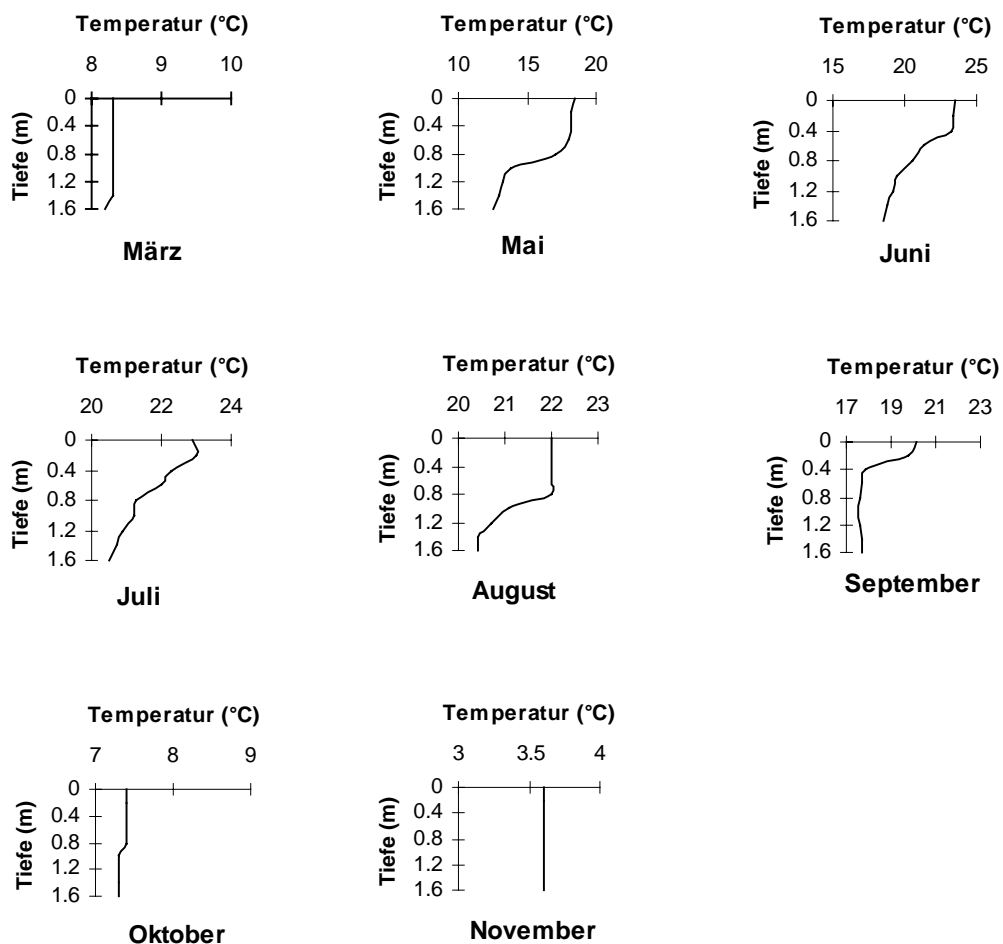 Temperatur (°C)
8 9 10
Tiefe (m)
0
0.4
0.8
1.2
1.6
März
Temperatur (°C)
10 15 20
Tiefe (m)
0
0.4
0.8
1.2
1.6
Mai
Temperatur (°C)
15 20 25
Tiefe (m)
0
0.4
0.8
1.2
1.6
Juni
Temperatur (°C)
20 22 24
Tiefe (m)
0
0.4
0.8
1.2
1.6
Juli
Temperatur (°C)
20 21 22 23
Tiefe (m)
0
0.4
0.8
1.2
1.6
August
Temperatur (°C)
17 19 21 23
Tiefe (m)
0
0.4
0.8
1.2
1.6
September
Temperatur (°C)
7 8 9
Tiefe (m)
0
0.4
0.8
1.2
1.6
Oktober
Temperatur (°C)
3 3.5 4
Tiefe (m)
0
0.4
0.8
1.2
1.6
November